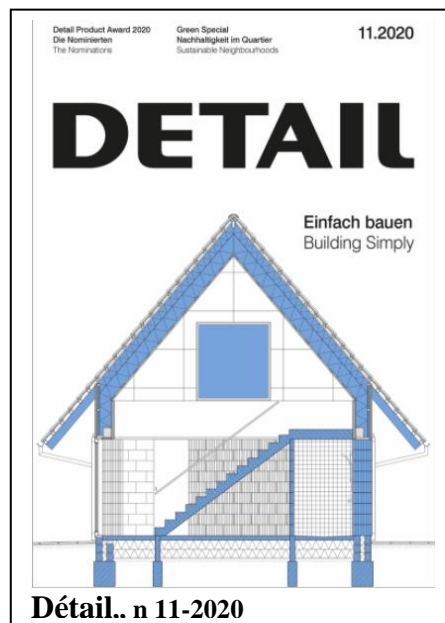 Detail Product Award 2020
Die Nominierten
The Nominations
Green Special
Nachhaltigkeit im Quartier
Sustainable Neighbourhoods
11.2020
DETAIL
Einfach bauen
Building Simply
Détail,, n 11-2020